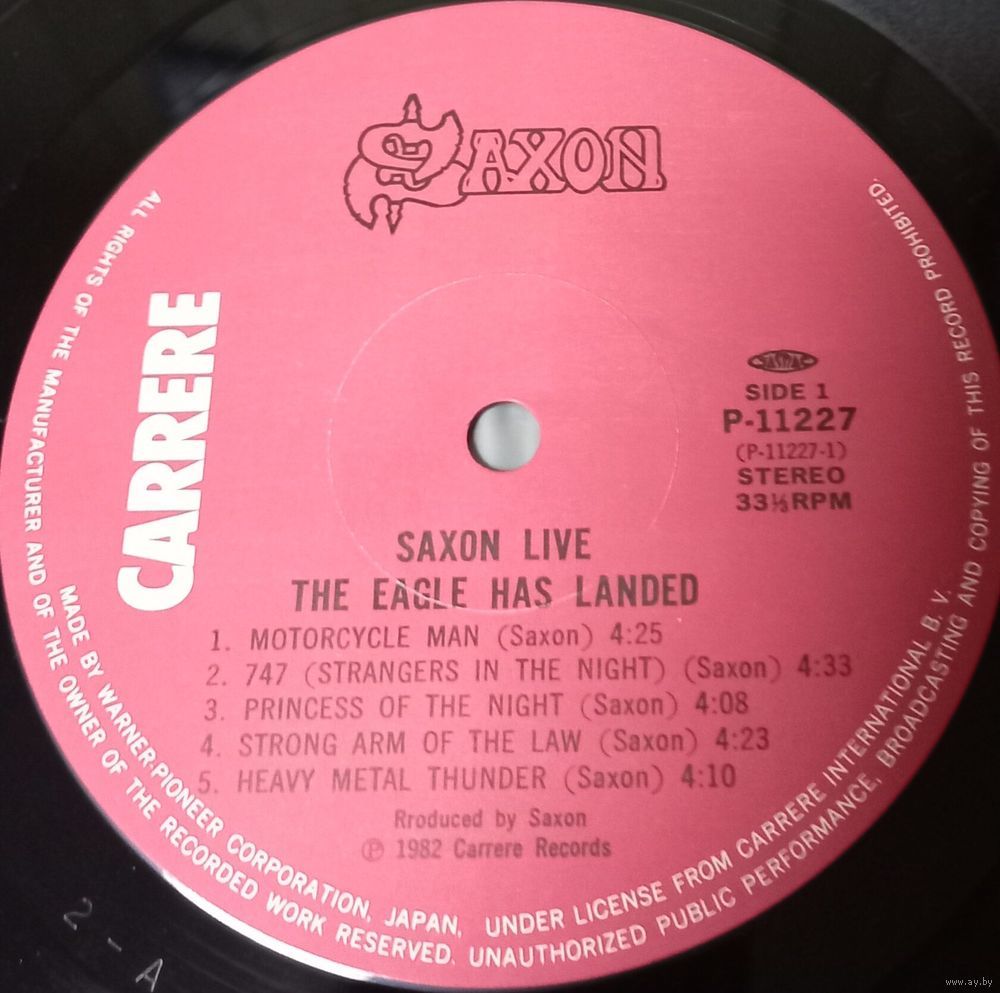 SAXON
CARRERE
JASRAC
SIDE 1
P-11227
(P-11227-1)
STEREO
33⅓RPM
SAXON LIVE
THE EAGLE HAS LANDED
1. MOTORCYCLE MAN (Saxon) 4:25
2. 747 (STRANGERS IN THE NIGHT) (Saxon) 4:33
3. PRINCESS OF THE NIGHT (Saxon) 4:08
4. STRONG ARM OF THE LAW (Saxon) 4:23
5. HEAVY METAL THUNDER (Saxon) 4:10
Rroduced by Saxon
℗ 1982 Carrere Records
MADE BY WARNER-PIONEER CORPORATION, JAPAN, UNDER LICENSE FROM CARRERE INTERNATIONAL B. V.
ALL RIGHTS OF THE MANUFACTURER AND OF THE OWNER OF THE RECORDED WORK RESERVED. UNAUTHORIZED PUBLIC PERFORMANCE, BROADCASTING AND COPYING OF THIS RECORD PROHIBITED.
2 - A
www.ay.by